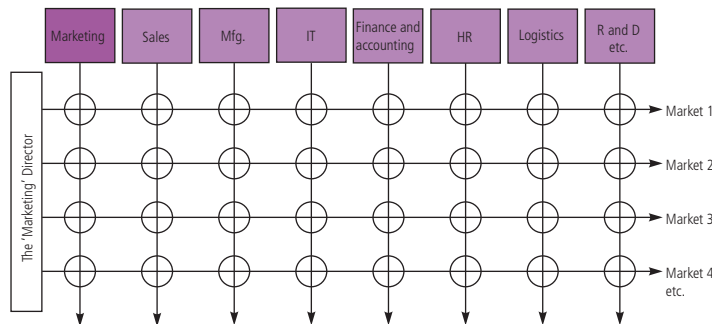 Marketing
Sales
Mfg.
IT
Finance and
accounting
HR
Logistics
R and D
etc.
The ‘Marketing’ Director
Market 1
Market 2
Market 3
Market 4
etc.